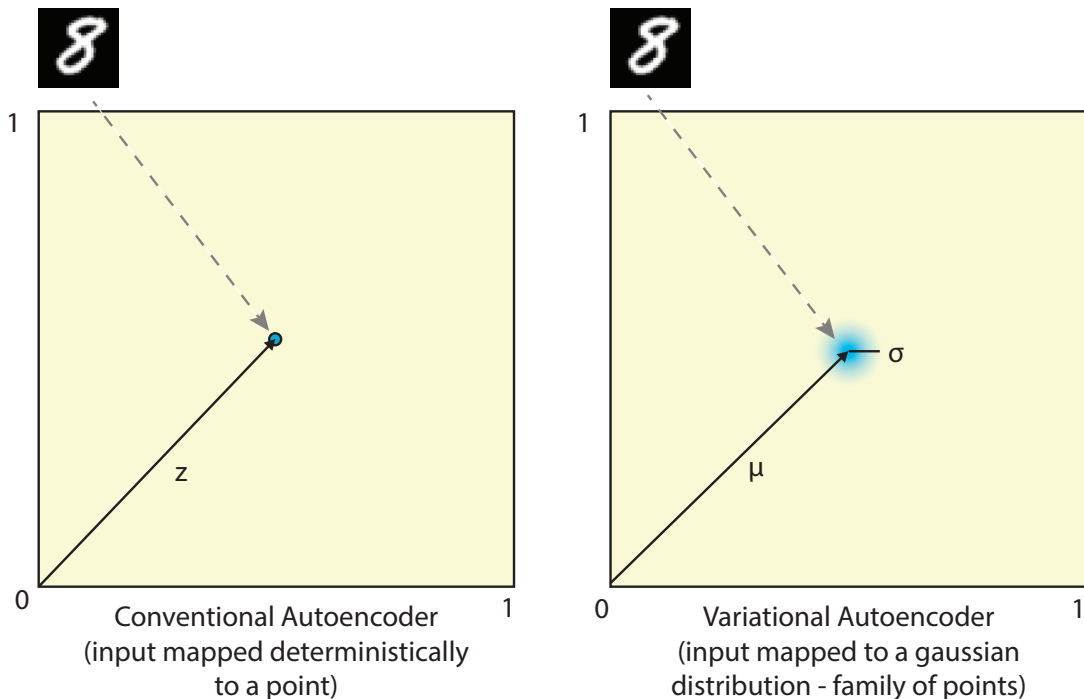 8
1
z
0
1
Conventional Autoencoder
(input mapped deterministically
to a point)
8
1
σ
μ
0
1
Variational Autoencoder
(input mapped to a gaussian
distribution - family of points)